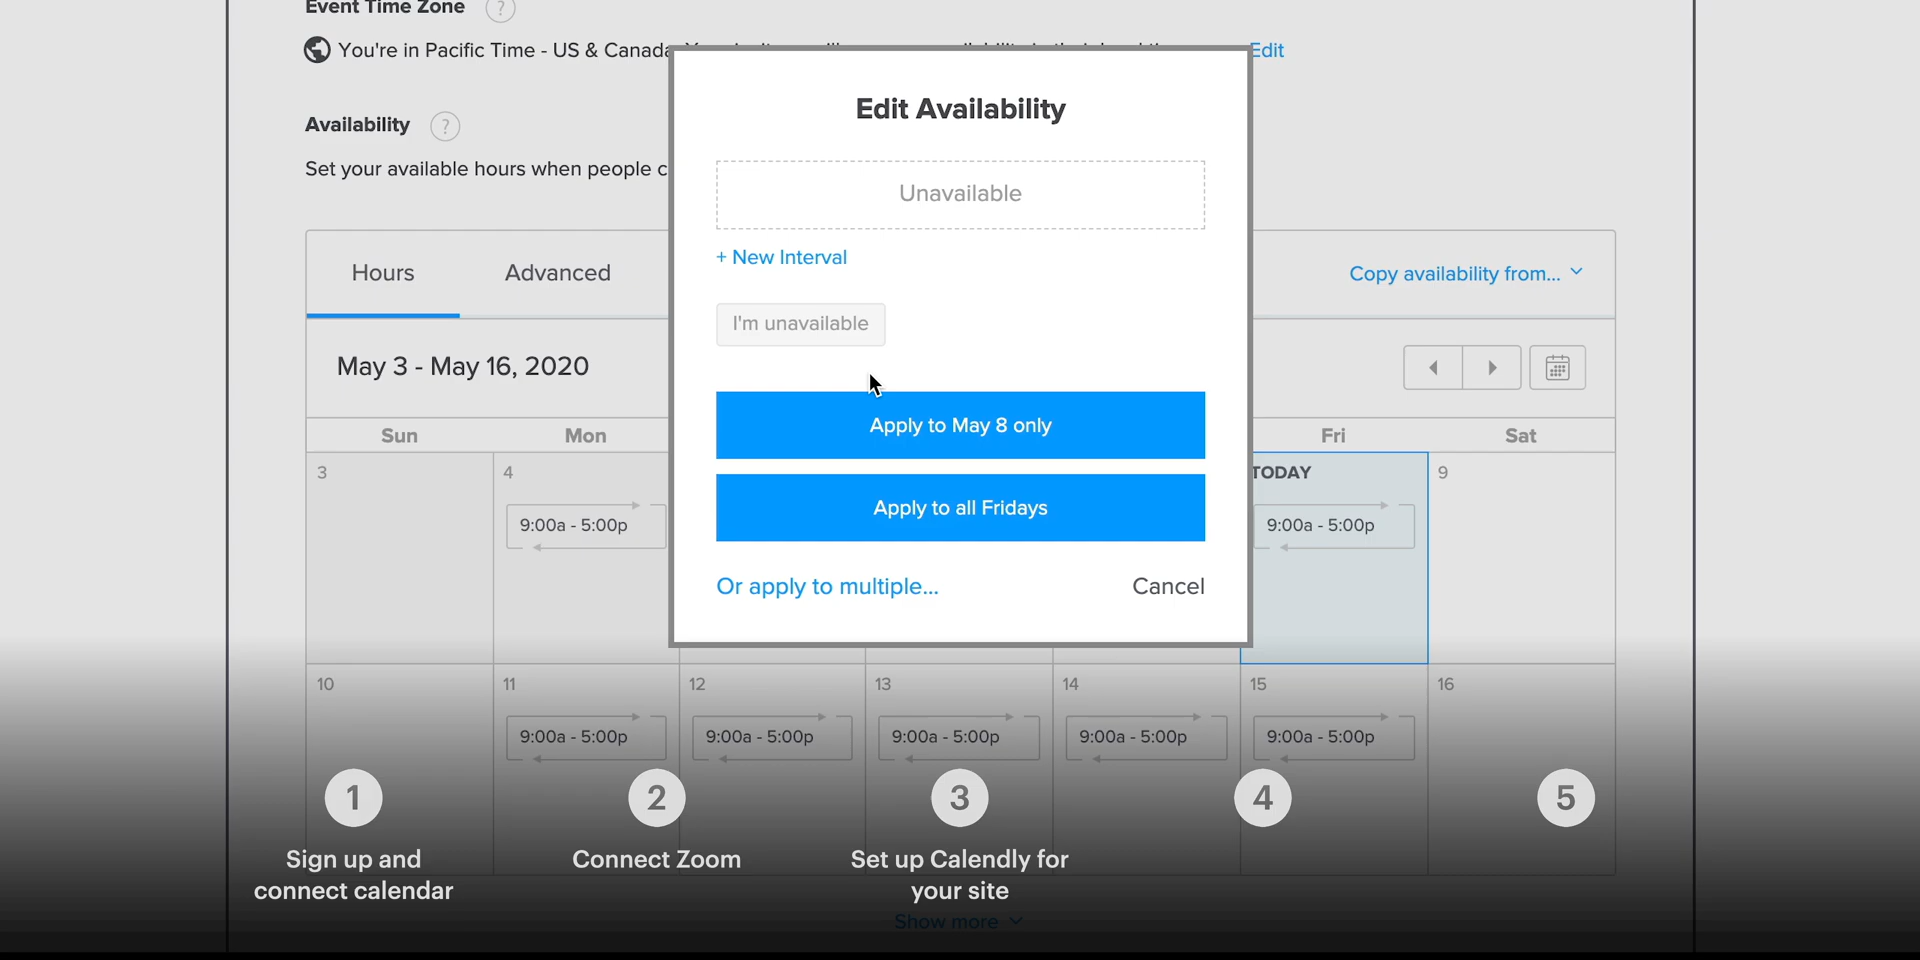 Event Time Zone ?
You're in Pacific Time - US & Canada
Edit
Availability ?
Set your available hours when people c
Edit Availability
Unavailable
+ New Interval
I'm unavailable
Apply to May 8 only
Apply to all Fridays
Or apply to multiple...
Cancel
Hours
Advanced
Copy availability from...
May 3 - May 16, 2020
Sun
Mon
Fri
Sat
3
4
TODAY
9
9:00a - 5:00p
9:00a - 5:00p
10
11
12
13
14
15
16
9:00a - 5:00p
9:00a - 5:00p
9:00a - 5:00p
9:00a - 5:00p
9:00a - 5:00p
1
2
3
4
5
Sign up and
connect calendar
Connect Zoom
Set up Calendly for
your site
Show more